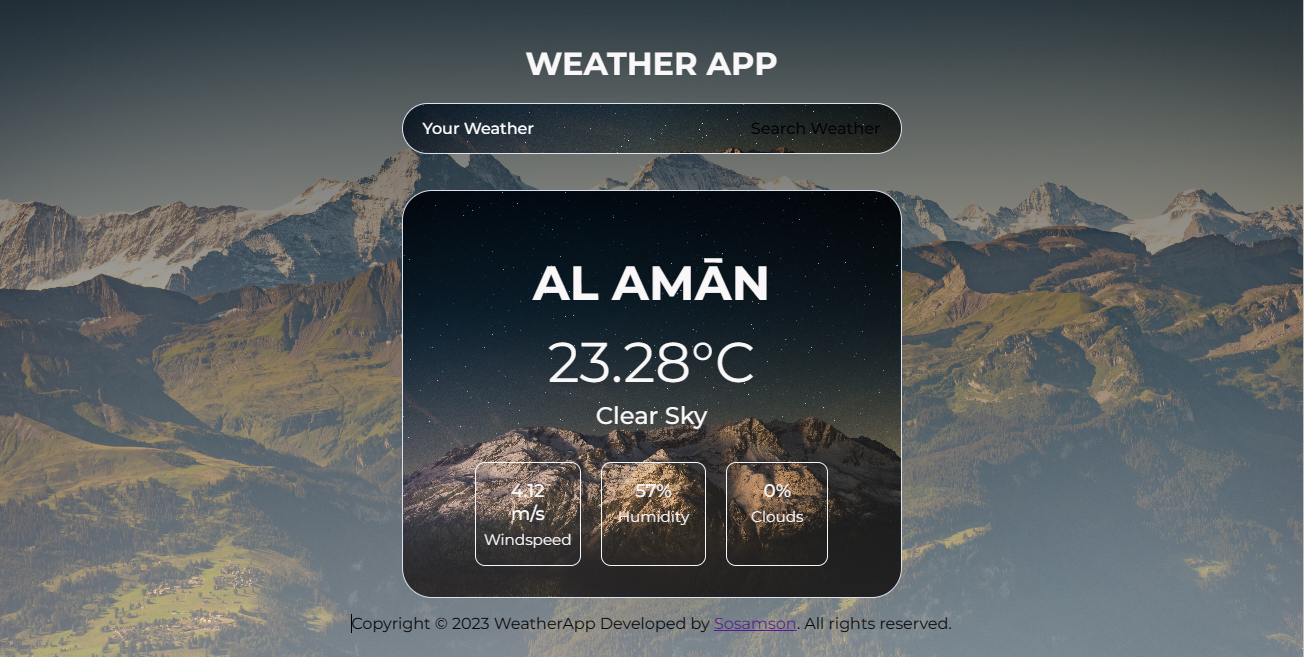 WEATHER APP
Your Weather
Search Weather
AL AMĀN
23.28°C
Clear Sky
4.12
m/s
Windspeed
57%
Humidity
0%
Clouds
Copyright © 2023 WeatherApp Developed by Sosamson. All rights reserved.